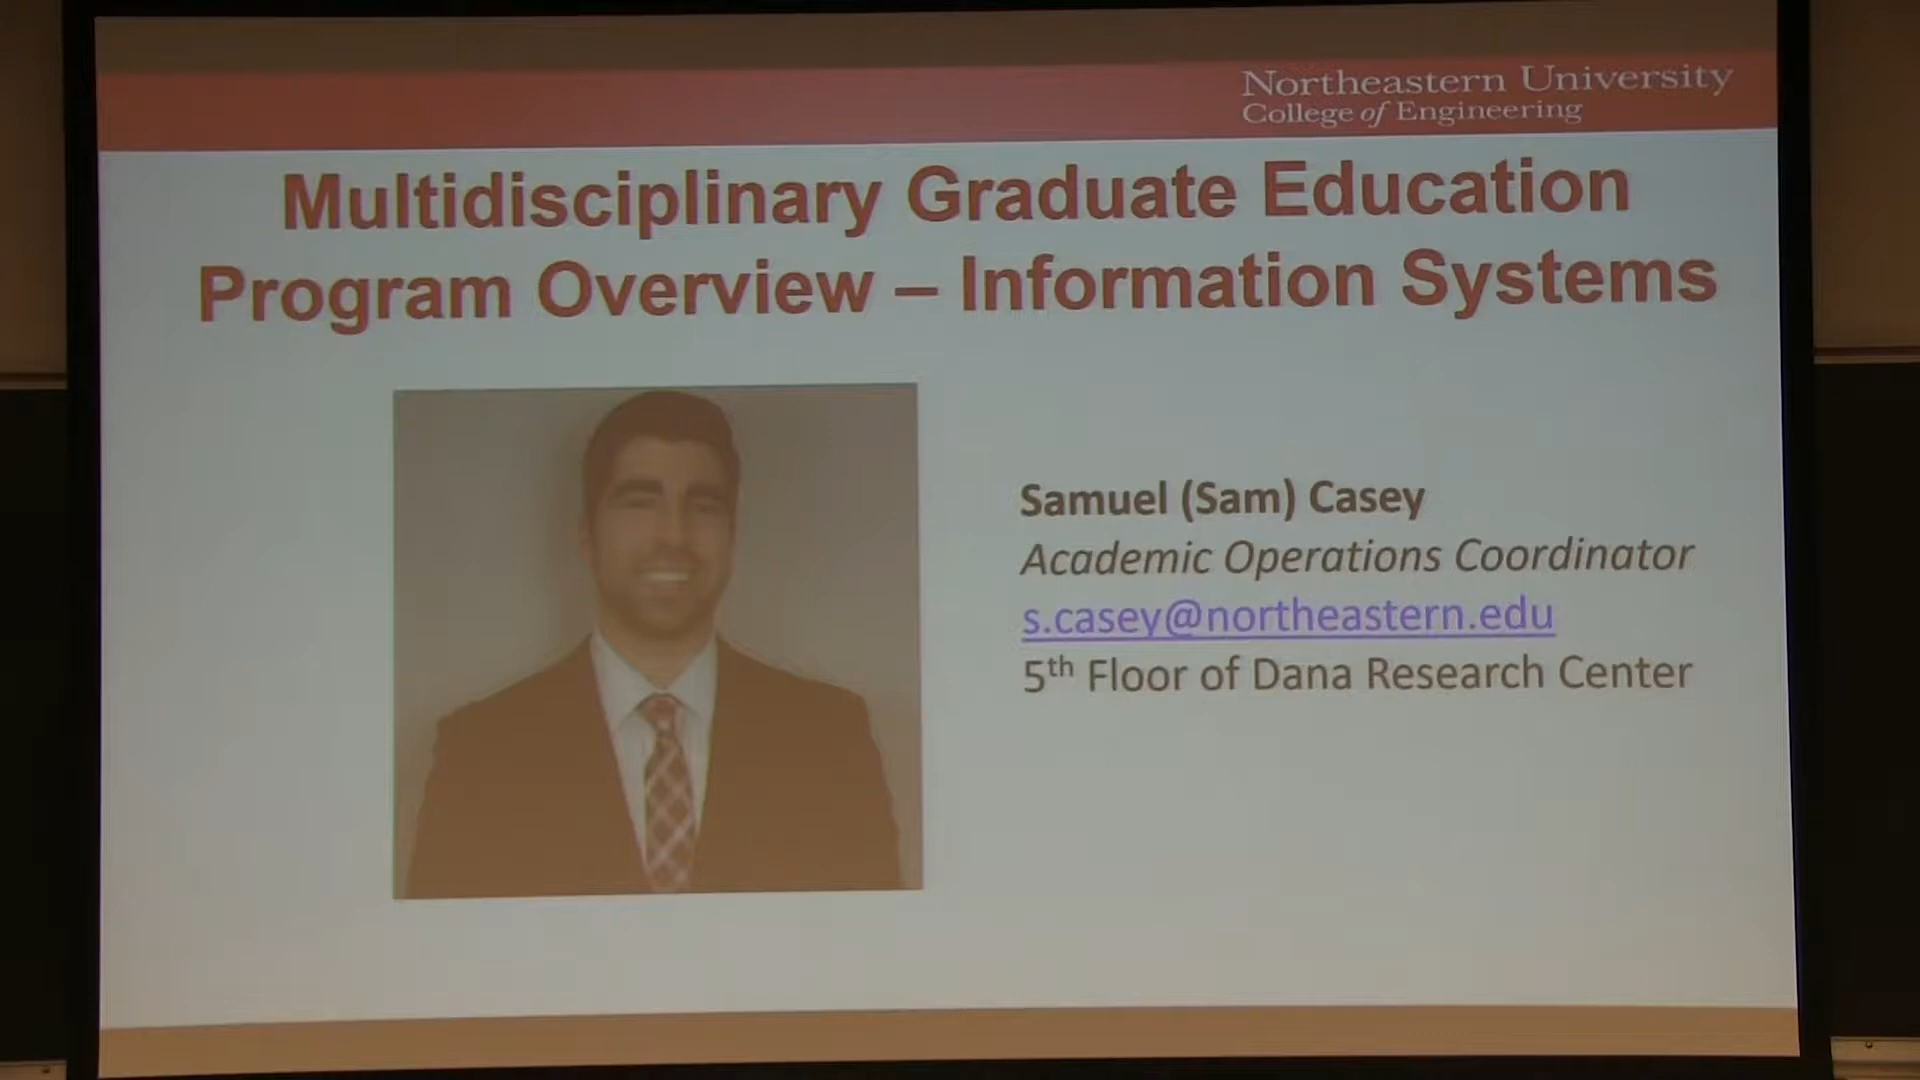 Northeastern University
College of Engineering
Multidisciplinary Graduate Education
Program Overview – Information Systems
Samuel (Sam) Casey
Academic Operations Coordinator
s.casey@northeastern.edu
5th Floor of Dana Research Center